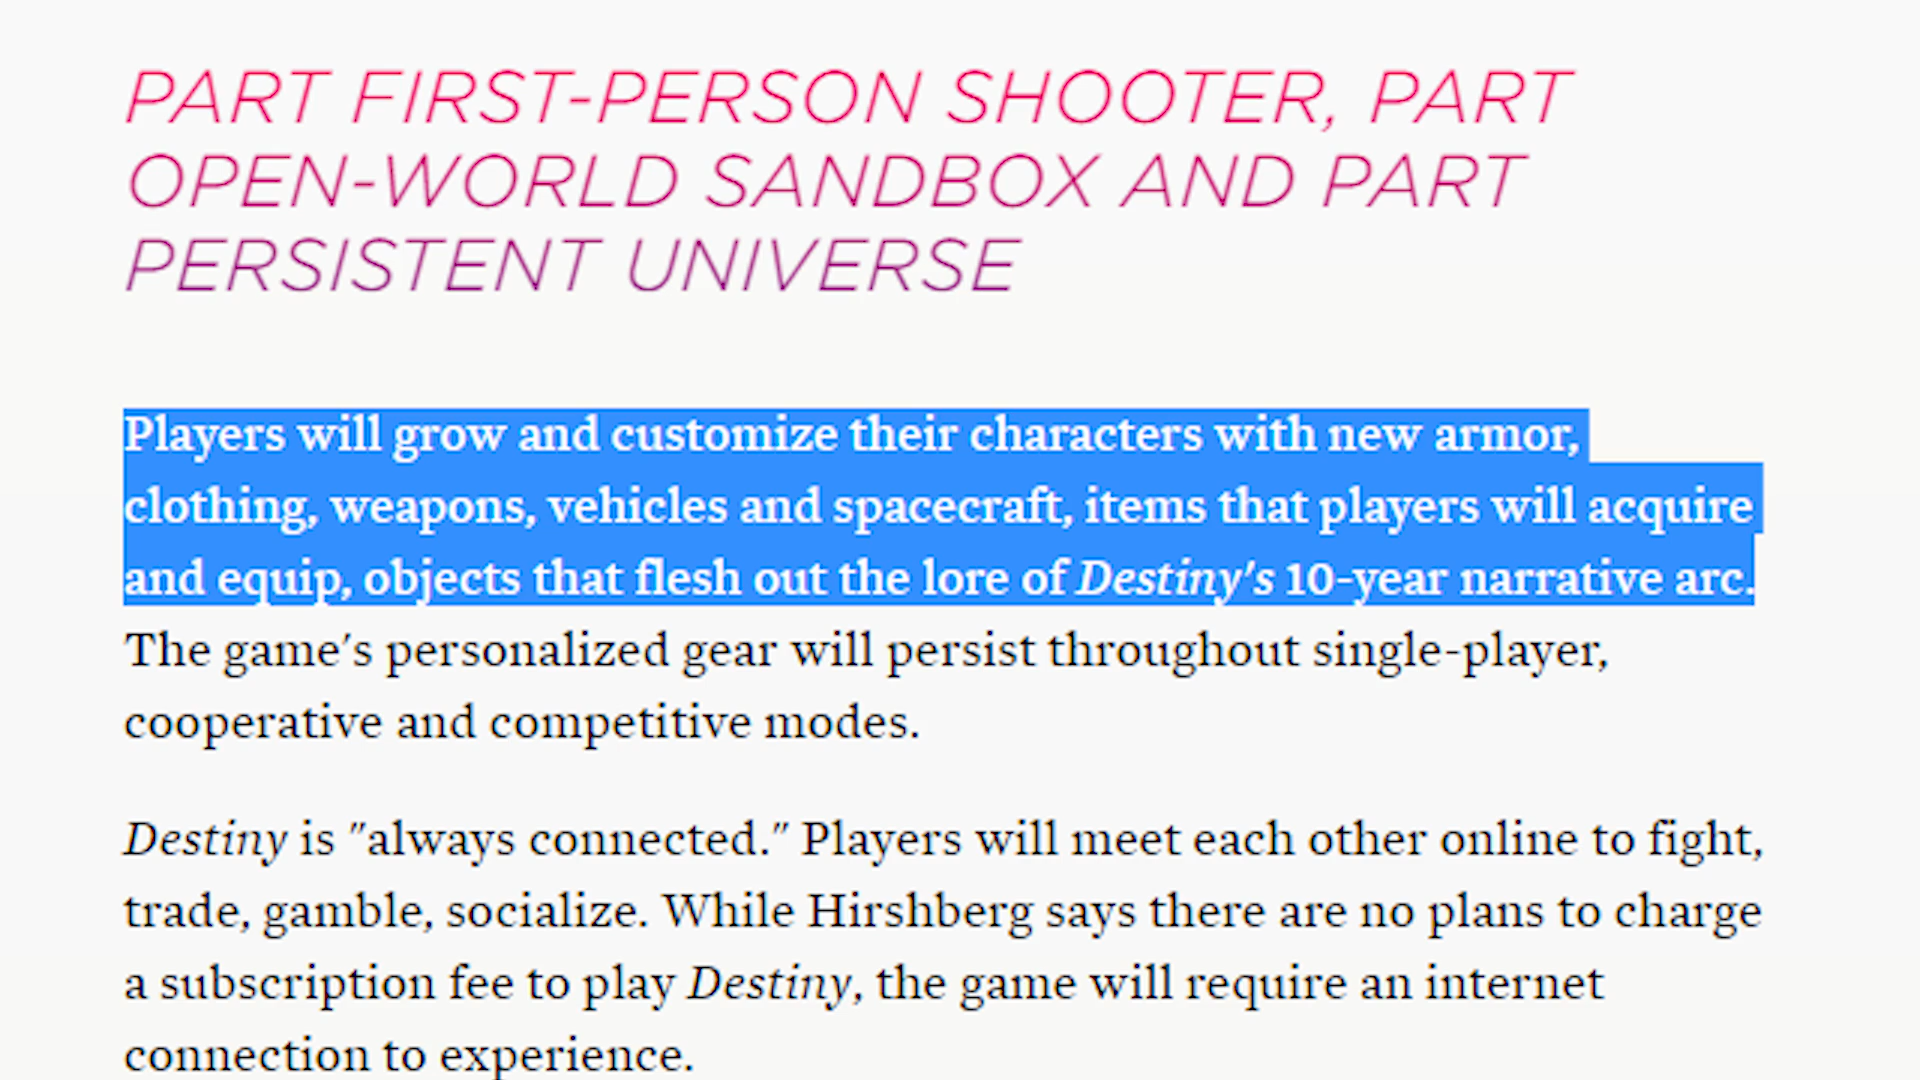 PART FIRST-PERSON SHOOTER, PART
OPEN-WORLD SANDBOX AND PART
PERSISTENT UNIVERSE
Players will grow and customize their characters with new armor,
clothing, weapons, vehicles and spacecraft, items that players will acquire
and equip, objects that flesh out the lore of Destiny's 10-year narrative arc.
The game's personalized gear will persist throughout single-player,
cooperative and competitive modes.
Destiny is "always connected." Players will meet each other online to fight,
trade, gamble, socialize. While Hirshberg says there are no plans to charge
a subscription fee to play Destiny, the game will require an internet
connection to experience.